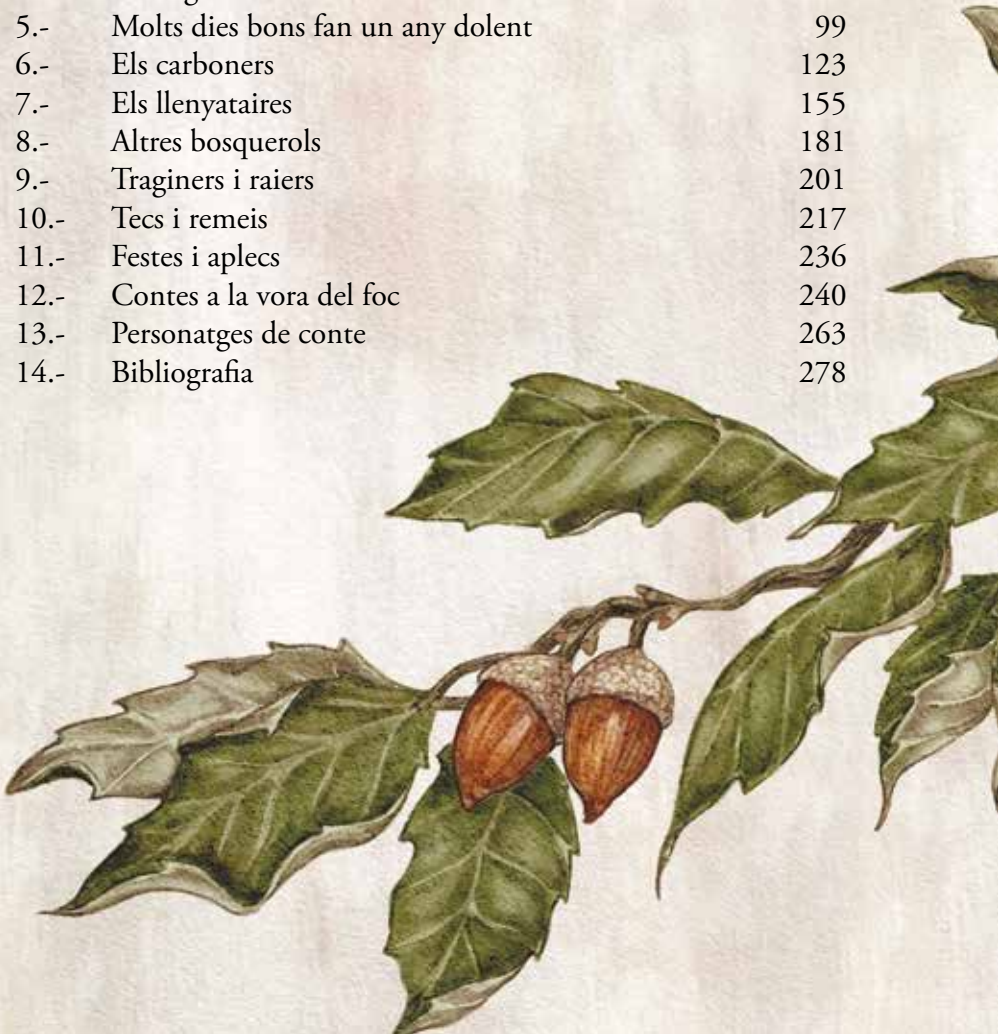 5.- Molts dies bons fan un any dolent 99
6.- Els carboners 123
7.- Els llenyataires 155
8.- Altres bosquerols 181
9.- Traginers i raiers 201
10.- Tecs i remeis 217
11.- Festes i aplecs 236
12.- Contes a la vora del foc 240
13.- Personatges de conte 263
14.- Bibliografia 278